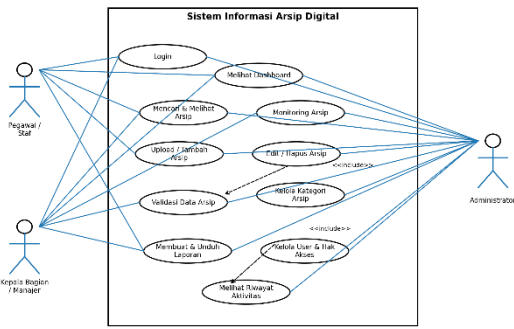 Sistem Informasi Arsip Digital
Login
Melihat Dashboard
Mencari & Melihat
Arsip
Monitoring Arsip
Pegawai /
Staf
Upload / Tambah
Arsip
Edit / Hapus Arsip
<<include>>
Administrator
Validasi Data Arsip
Kelola Kategori
Arsip
<<include>>
Membuat & Unduh
Laporan
Kelola User & Hak
Akses
Kepala Bagian
/ Manajer
Melihat Riwayat
Aktivitas